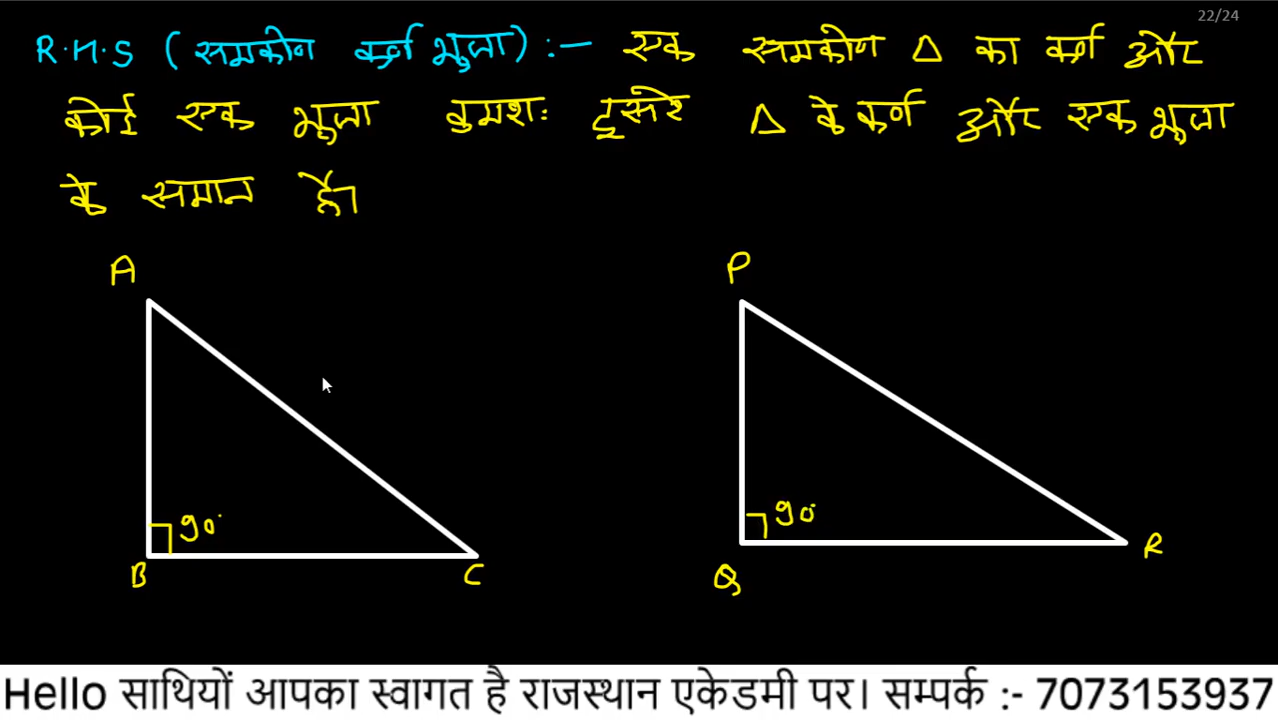 22/24
R.H.S (समकोण कर्ण भुजा) :- एक समकोण Δ का कर्ण और
कोई एक भुजा क्रमशः दुसरे Δ के कर्ण और एक भुजा
के समान है।
A
P
90°
90°
B
C
Q
R
Hello साथियों आपका स्वागत है राजस्थान एकेडमी पर। सम्पर्क :- 7073153937